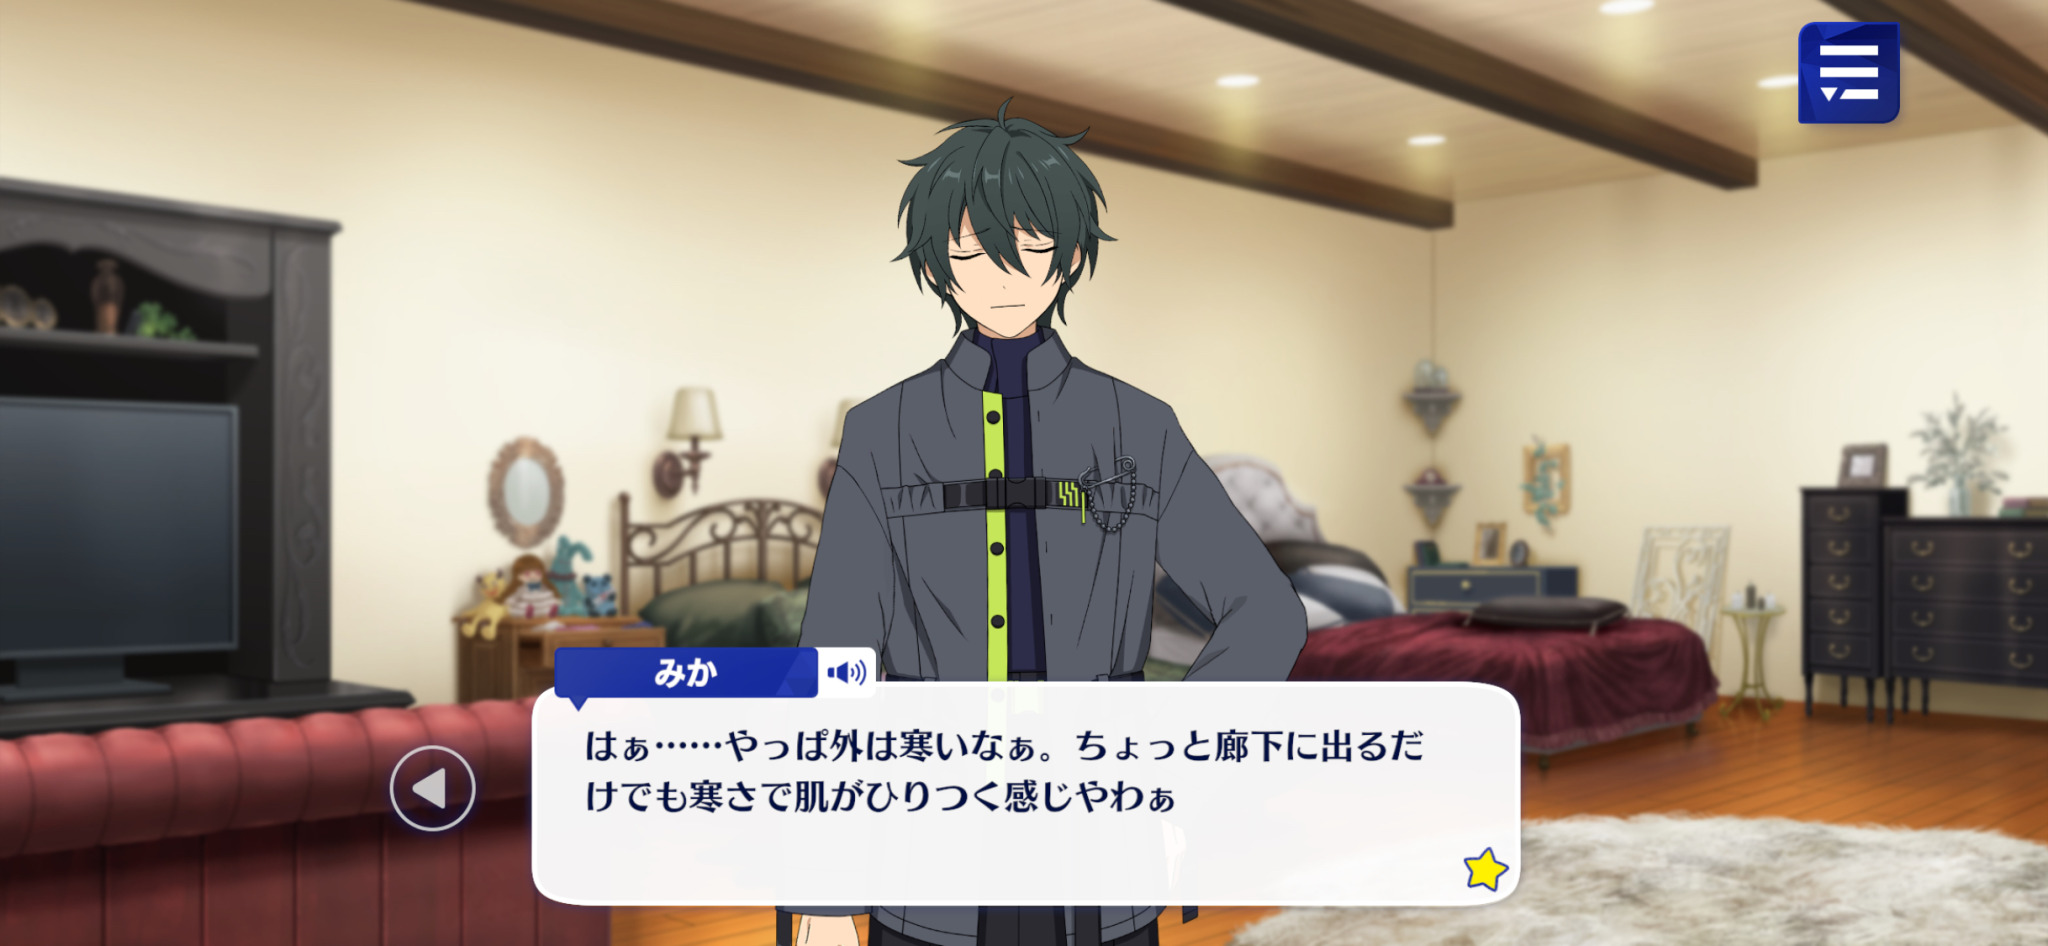 みか
はぁ……やっぱ外は寒いなぁ。ちょっと廊下に出るだ
けでも寒さで肌がひりつく感じやわぁ